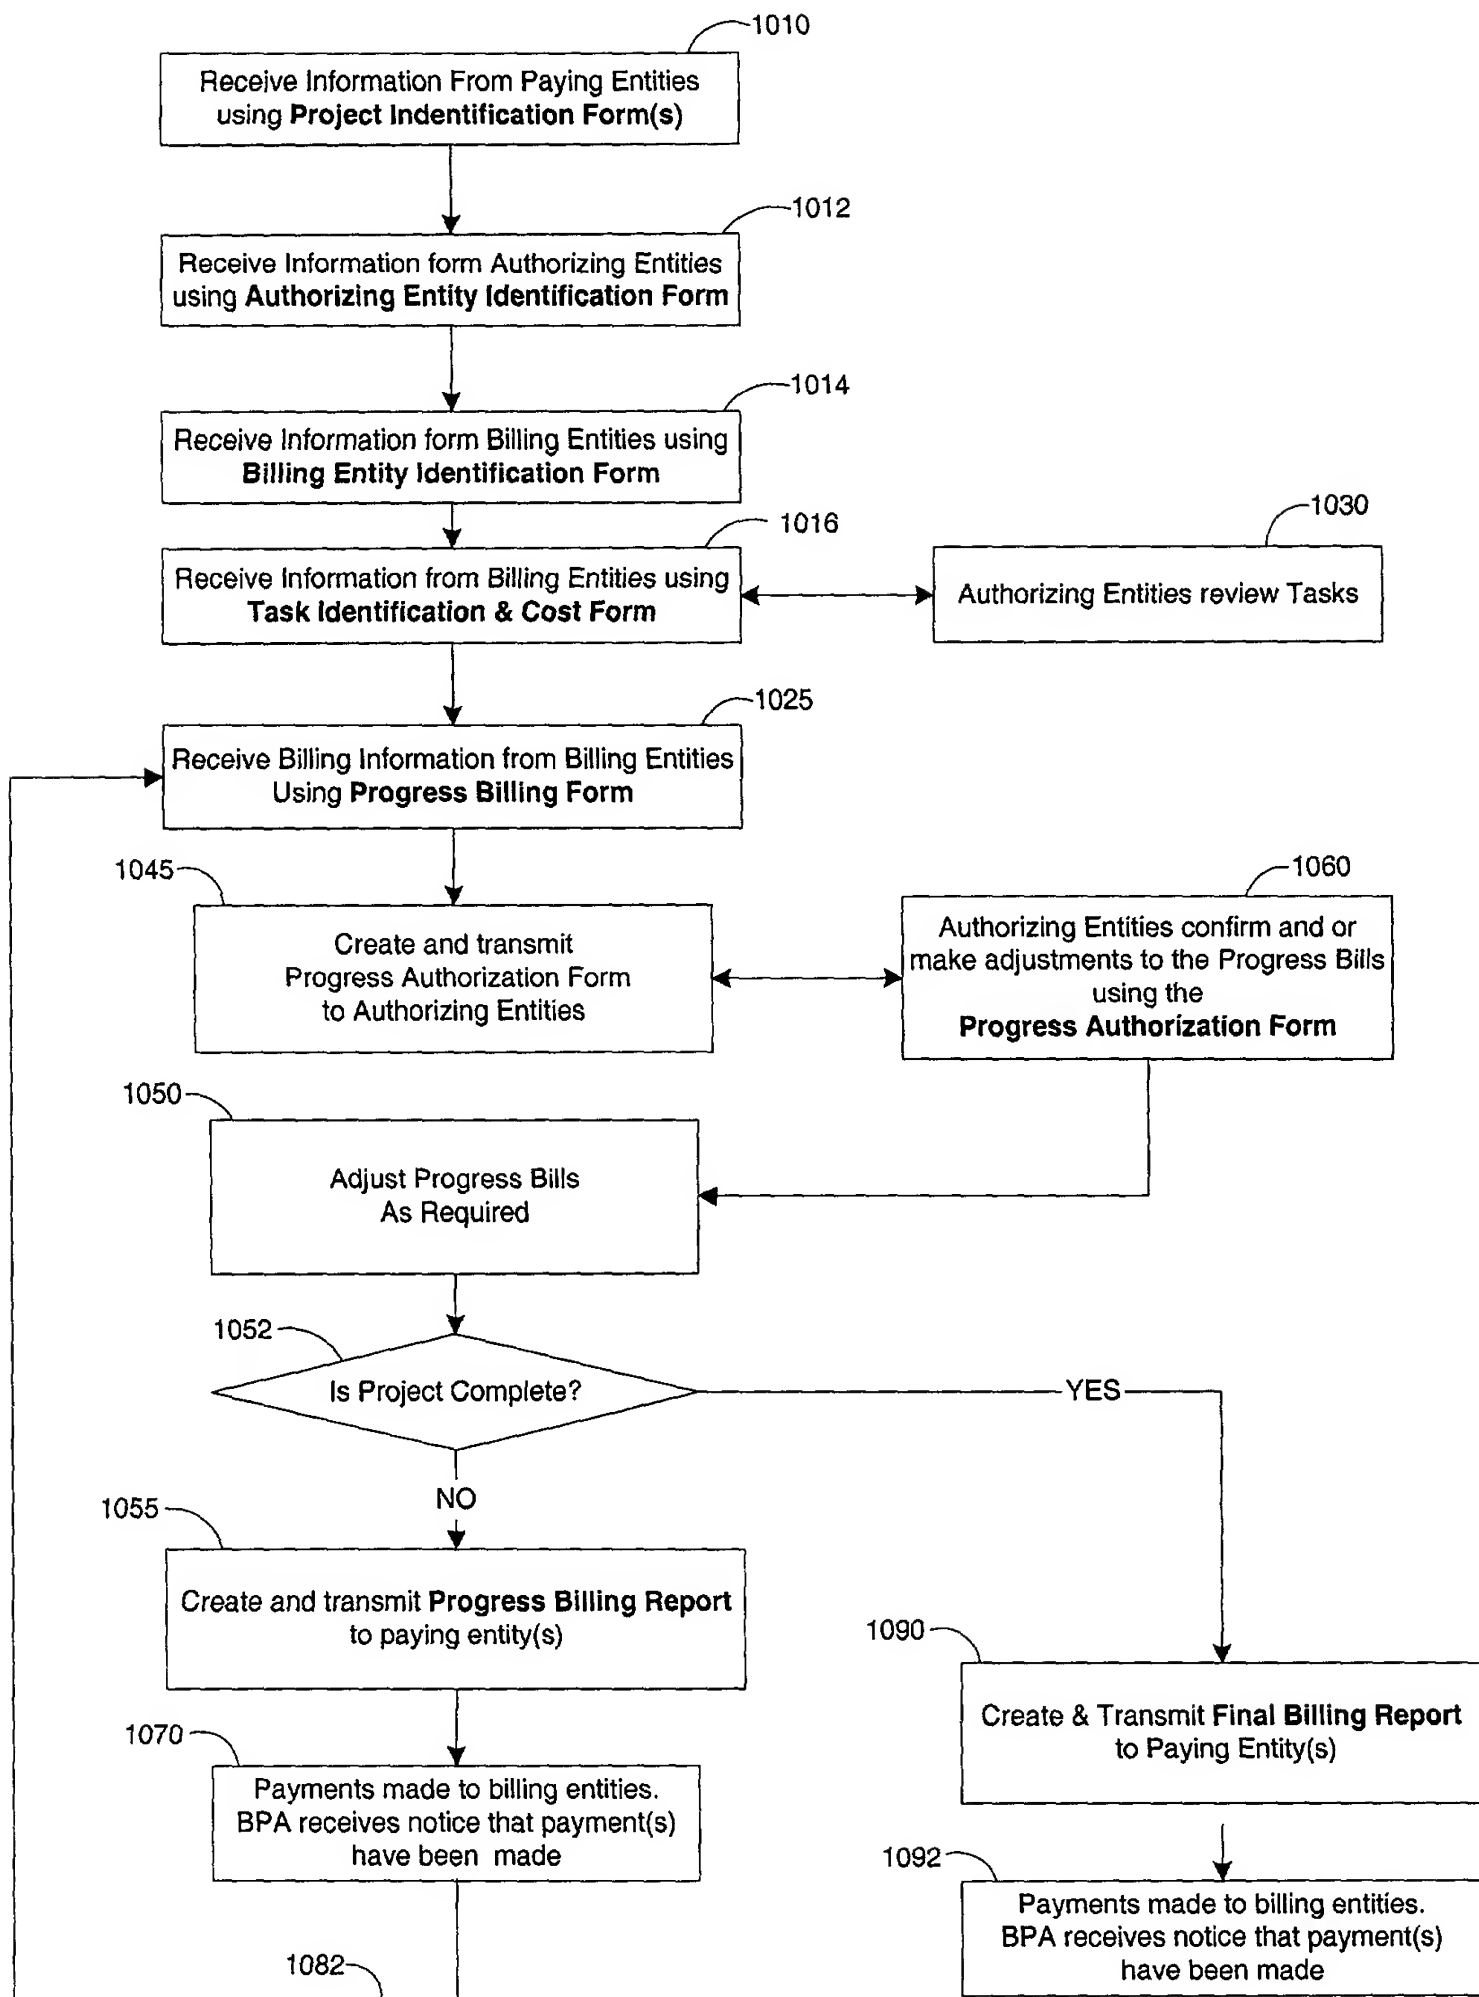 1010
Receive Information From Paying Entities
using Project Indentification Form(s)
1012
Receive Information form Authorizing Entities
using Authorizing Entity Identification Form
1014
Receive Information form Billing Entities using
Billing Entity Identification Form
1016
Receive Information from Billing Entities using
Task Identification & Cost Form
1030
Authorizing Entities review Tasks
1025
Receive Billing Information from Billing Entities
Using Progress Billing Form
1045
Create and transmit
Progress Authorization Form
to Authorizing Entities
1060
Authorizing Entities confirm and or
make adjustments to the Progress Bills
using the
Progress Authorization Form
1050
Adjust Progress Bills
As Required
1052
Is Project Complete?
YES
NO
1055
Create and transmit Progress Billing Report
to paying entity(s)
1090
Create & Transmit Final Billing Report
to Paying Entity(s)
1070
Payments made to billing entities.
BPA receives notice that payment(s)
have been made
1092
Payments made to billing entities.
BPA receives notice that payment(s)
have been made
1082